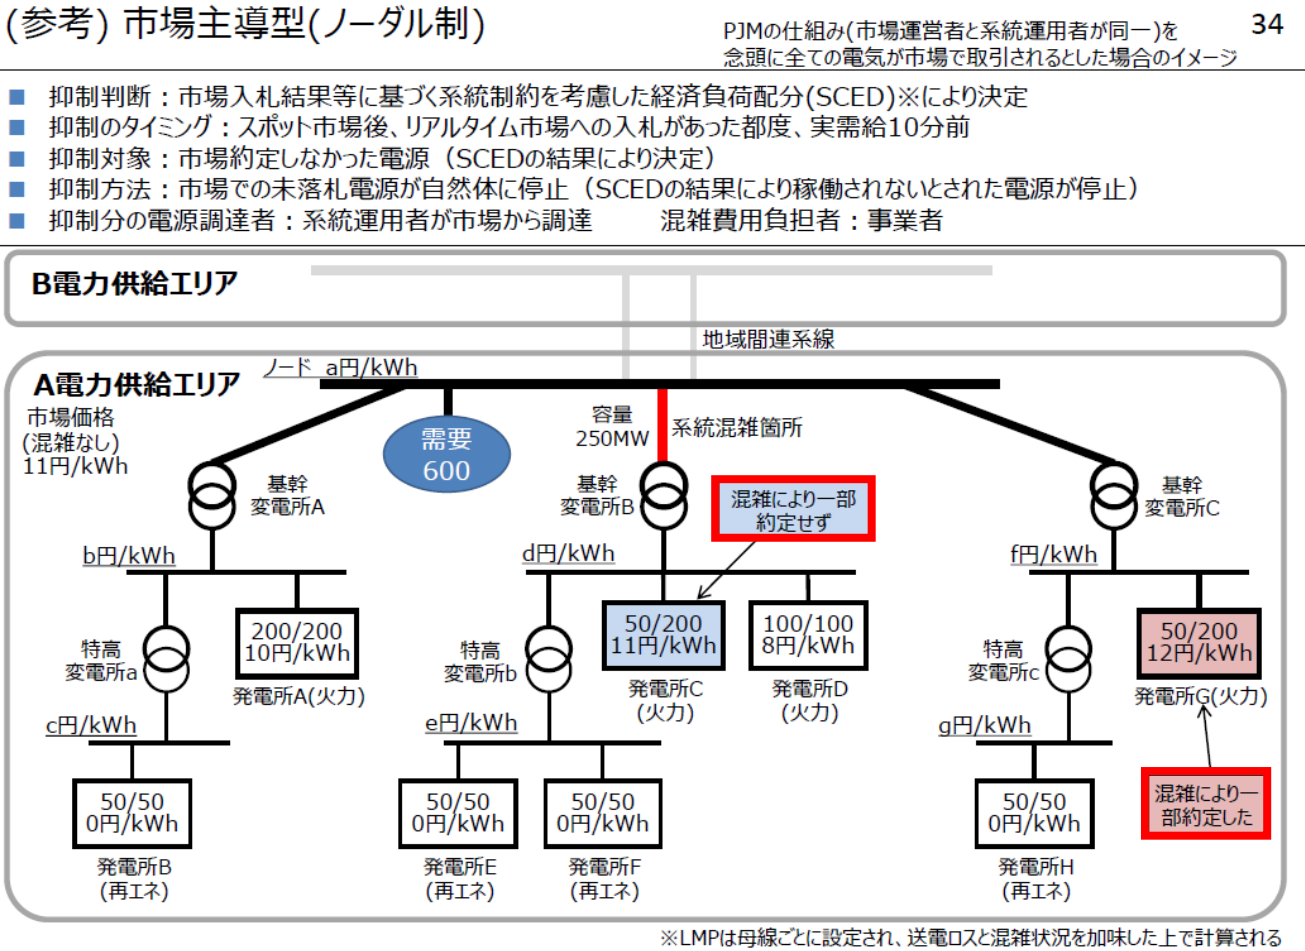 (参考) 市場主導型(ノーダル制)
PJMの仕組み(市場運営者と系統運用者が同一)を
念頭に全ての電気が市場で取引されるとした場合のイメージ
34
■ 抑制判断：市場入札結果等に基づく系統制約を考慮した経済負荷配分(SCED)※により決定
■ 抑制のタイミング：スポット市場後、リアルタイム市場への入札があった都度、実需給10分前
■ 抑制対象：市場約定しなかった電源（SCEDの結果により決定）
■ 抑制方法：市場での未落札電源が自然体に停止（SCEDの結果により稼働されないとされた電源が停止）
■ 抑制分の電源調達者：系統運用者が市場から調達　　混雑費用負担者：事業者
B電力供給エリア
地域間連系線
A電力供給エリア
ノード a円/kWh
市場価格
(混雑なし)
11円/kWh
需要
600
容量
250MW
系統混雑箇所
基幹
変電所A
基幹
変電所B
混雑により一部
約定せず
基幹
変電所C
b円/kWh
d円/kWh
f円/kWh
200/200
10円/kWh
発電所A(火力)
特高
変電所a
50/200
11円/kWh
発電所C
(火力)
100/100
8円/kWh
発電所D
(火力)
特高
変電所b
50/200
12円/kWh
発電所G(火力)
特高
変電所c
c円/kWh
e円/kWh
g円/kWh
50/50
0円/kWh
発電所B
(再エネ)
50/50
0円/kWh
発電所E
(再エネ)
50/50
0円/kWh
発電所F
(再エネ)
50/50
0円/kWh
発電所H
(再エネ)
混雑により一
部約定した
※LMPは母線ごとに設定され、送電ロスと混雑状況を加味した上で計算される